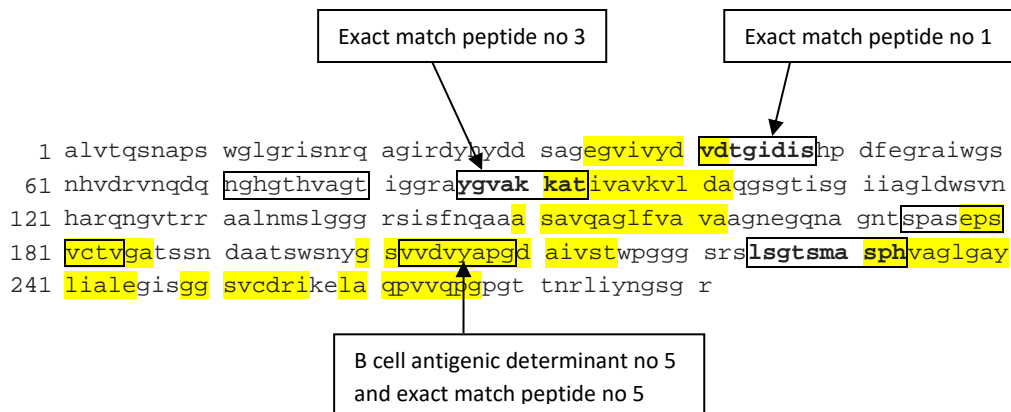 Exact match peptide no 3
Exact match peptide no 1
1 alvtqsnaps wglgrisnrq agirdyhydd sagegvivyd vdtgidishp dfegraiwgs
61 nhvdrvnqdq nghgthvagt iggraygvak kativavkvl daqgsgtisg iiagldwsvn
121 harqngvtrr aalnmslggg rsisfnqaaa savqaglfva vaagnegqna gntspaseps
181 vctvgatssn daatswsnyg svvdvyapgd aivstwpggg srslsgtsma sphvaglgay
241 lialegisgg svcdrikela qpvvqpgpgt tnrliyngsg r
B cell antigenic determinant no 5
and exact match peptide no 5